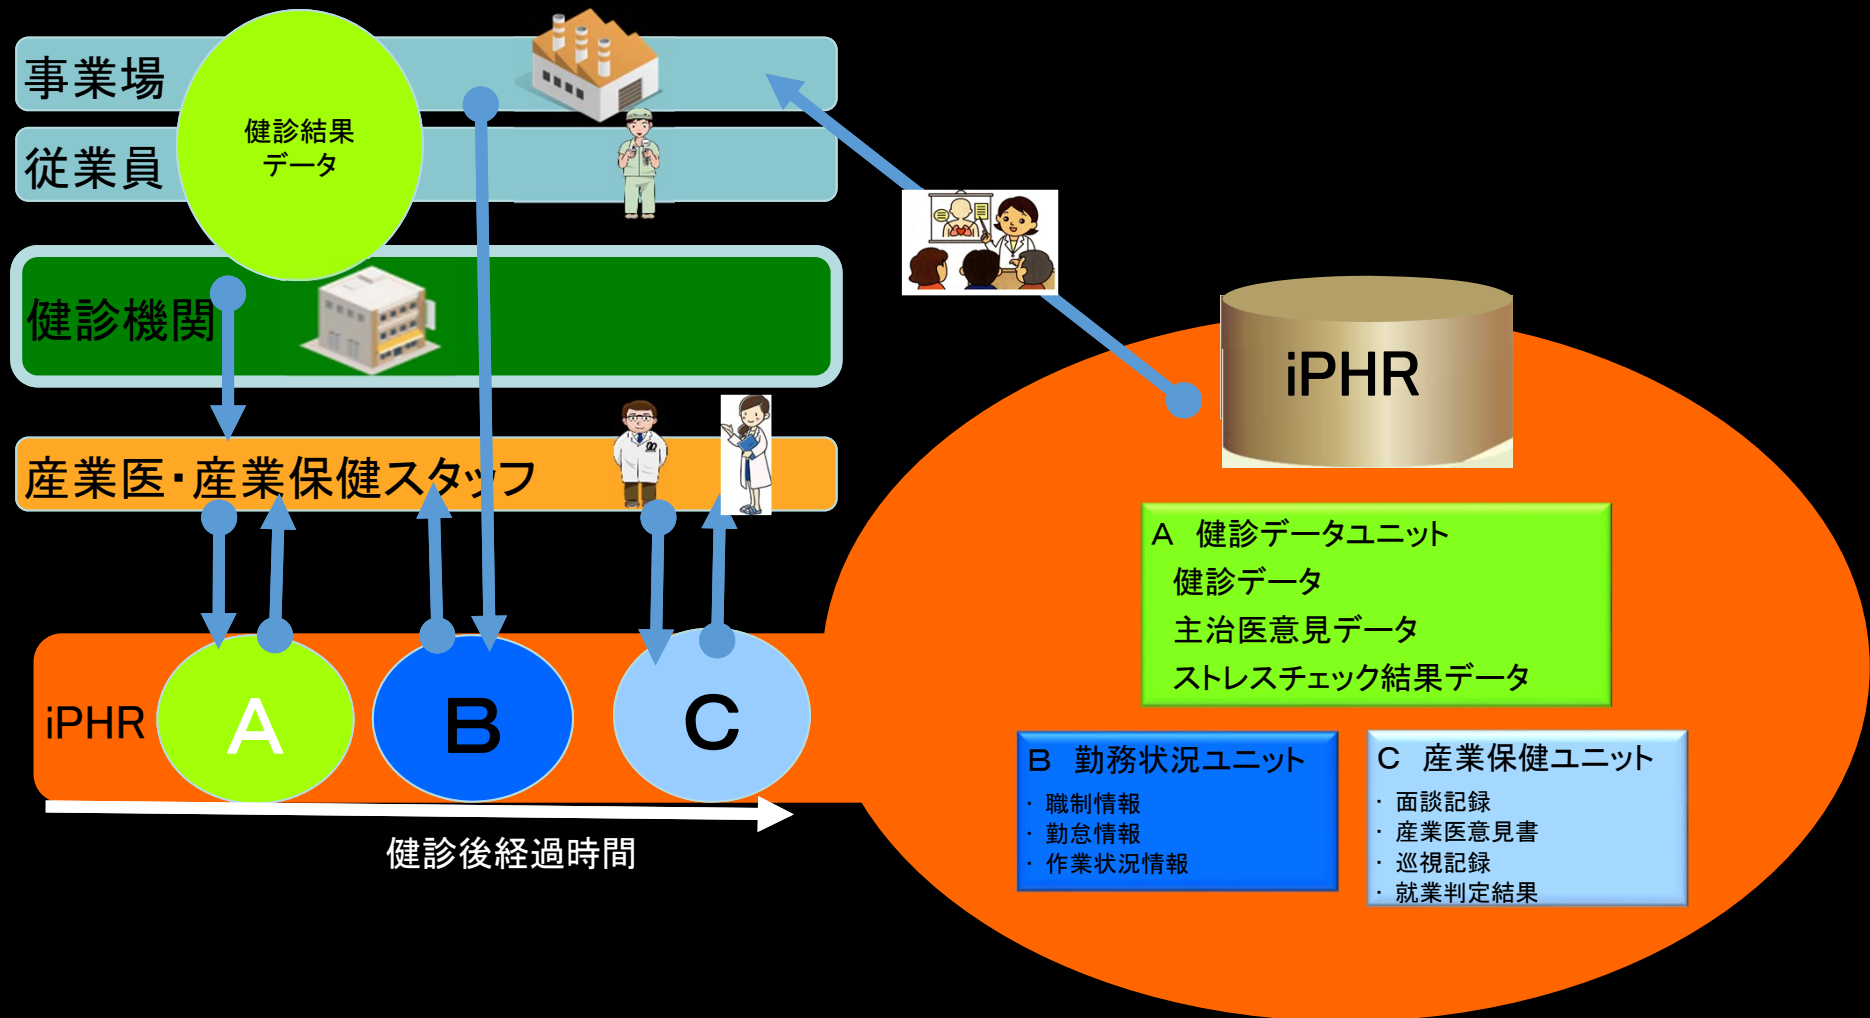 事業場
従業員
健診結果
データ
健診機関
産業医・産業保健スタッフ
iPHR
A
B
C
健診後経過時間
iPHR
A 健診データユニット
健診データ
主治医意見データ
ストレスチェック結果データ
B 勤務状況ユニット
・ 職制情報
・ 勤怠情報
・ 作業状況情報
C 産業保健ユニット
・ 面談記録
・ 産業医意見書
・ 巡視記録
・ 就業判定結果